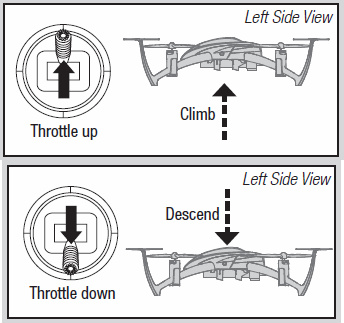 Left Side View
Climb
Throttle up
Left Side View
Descend
Throttle down